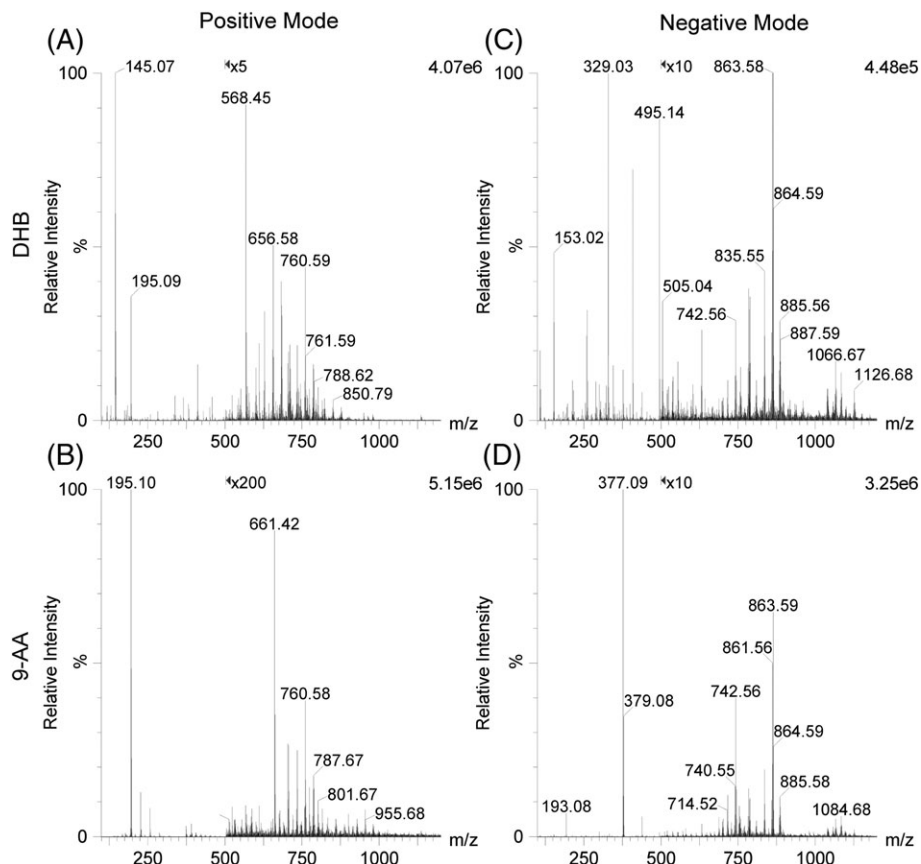 Positive Mode
Negative Mode
(A)
100
145.07
x5
4.07e6
568.45
656.58
760.59
195.09
761.59
788.62
850.79
%
0
Relative Intensity
250
500
750
1000
m/z
DHB
(C)
100
329.03
x10
863.58
4.48e5
495.14
864.59
153.02
835.55
505.04
742.56
885.56
887.59
1066.67
1126.68
%
0
Relative Intensity
250
500
750
1000
m/z
(B)
100
195.10
x200
5.15e6
661.42
760.58
787.67
801.67
955.68
%
0
Relative Intensity
250
500
750
1000
m/z
9-AA
(D)
100
377.09
x10
3.25e6
863.59
861.56
742.56
379.08
864.59
740.55
885.58
714.52
193.08
1084.68
%
0
Relative Intensity
250
500
750
1000
m/z